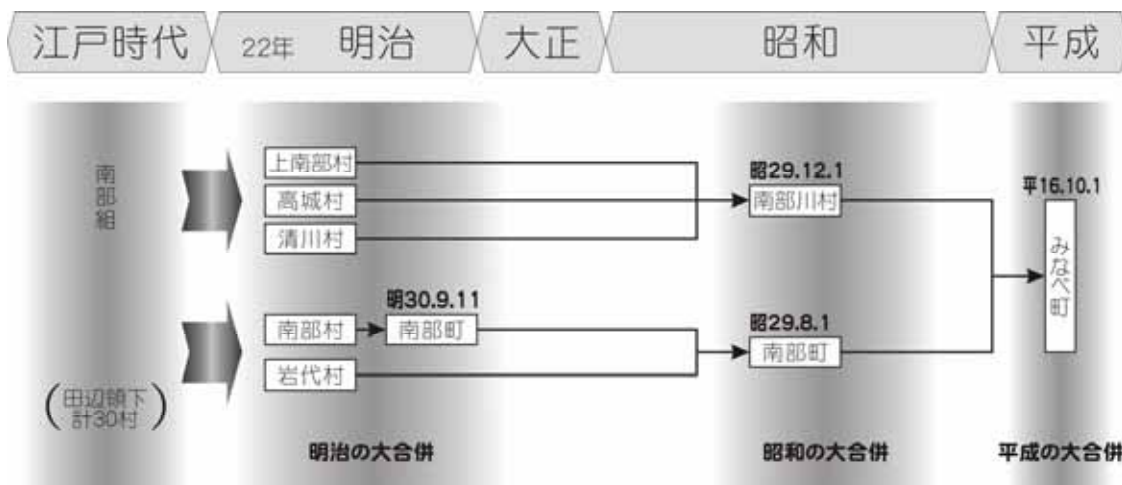 江戸時代
22年 明治
大正
昭和
平成
南部組
上南部村
高城村
清川村
昭29.12.1
南部川村
平16.10.1
みなべ町
明30.9.11
南部村
南部町
岩代村
昭29.8.1
南部町
(田辺領下
計30村)
明治の大合併
昭和の大合併
平成の大合併